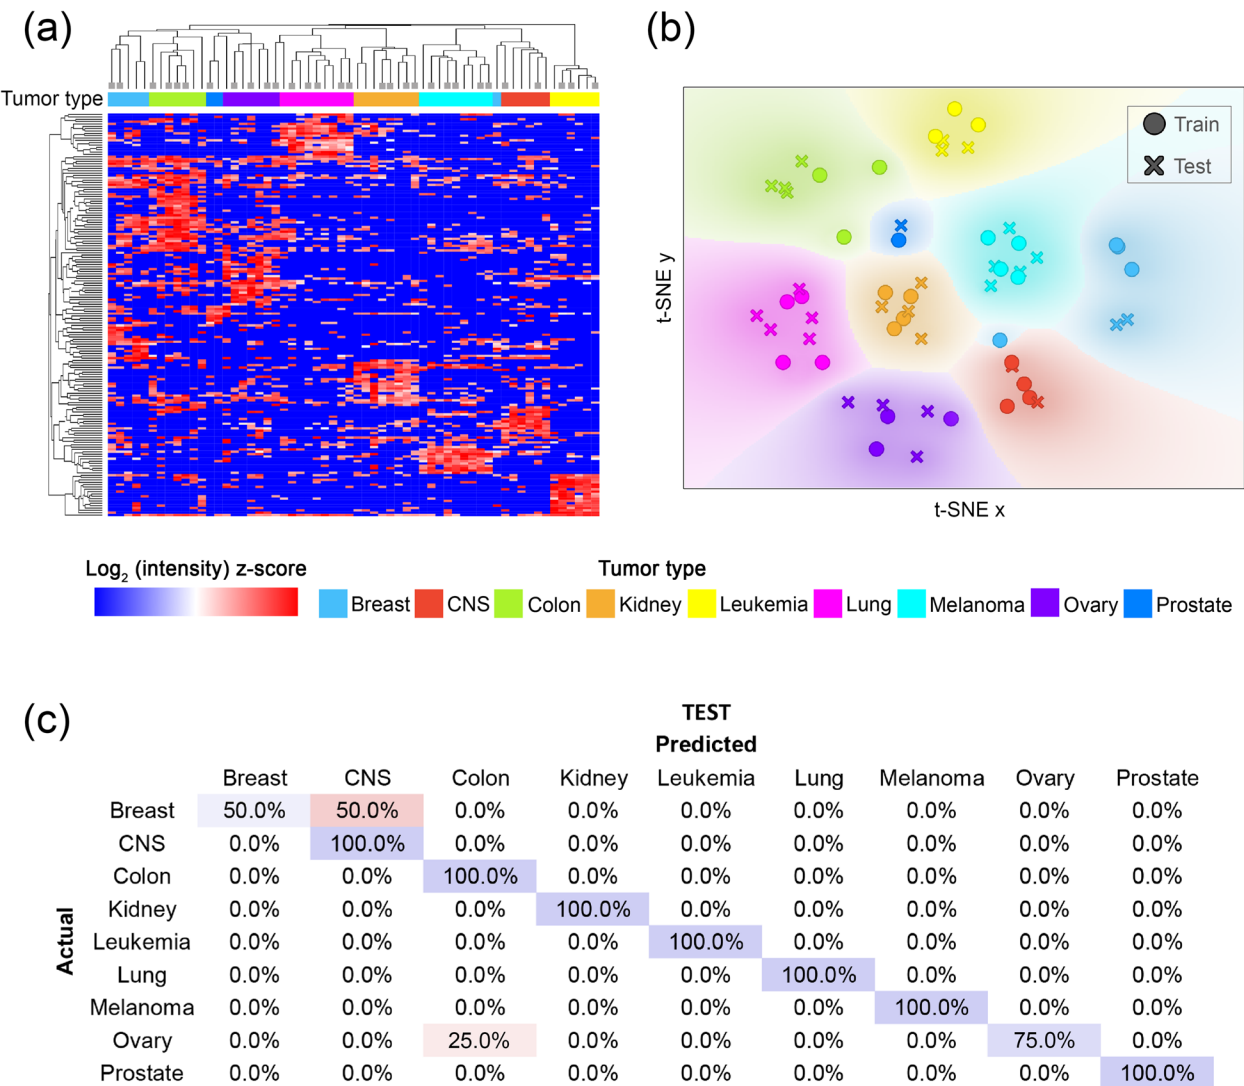 (a)
Tumor type
(b)
Train
Test
t-SNE y
t-SNE x
Log2 (intensity) z-score
Tumor type
Breast CNS Colon Kidney Leukemia Lung Melanoma Ovary Prostate
(c)
TEST
Predicted
Breast CNS Colon Kidney Leukemia Lung Melanoma Ovary Prostate
Actual
Breast 50.0% 50.0% 0.0% 0.0% 0.0% 0.0% 0.0% 0.0% 0.0%
CNS 0.0% 100.0% 0.0% 0.0% 0.0% 0.0% 0.0% 0.0% 0.0%
Colon 0.0% 0.0% 100.0% 0.0% 0.0% 0.0% 0.0% 0.0% 0.0%
Kidney 0.0% 0.0% 0.0% 100.0% 0.0% 0.0% 0.0% 0.0% 0.0%
Leukemia 0.0% 0.0% 0.0% 0.0% 100.0% 0.0% 0.0% 0.0% 0.0%
Lung 0.0% 0.0% 0.0% 0.0% 0.0% 100.0% 0.0% 0.0% 0.0%
Melanoma 0.0% 0.0% 0.0% 0.0% 0.0% 0.0% 100.0% 0.0% 0.0%
Ovary 0.0% 0.0% 25.0% 0.0% 0.0% 0.0% 0.0% 75.0% 0.0%
Prostate 0.0% 0.0% 0.0% 0.0% 0.0% 0.0% 0.0% 0.0% 100.0%